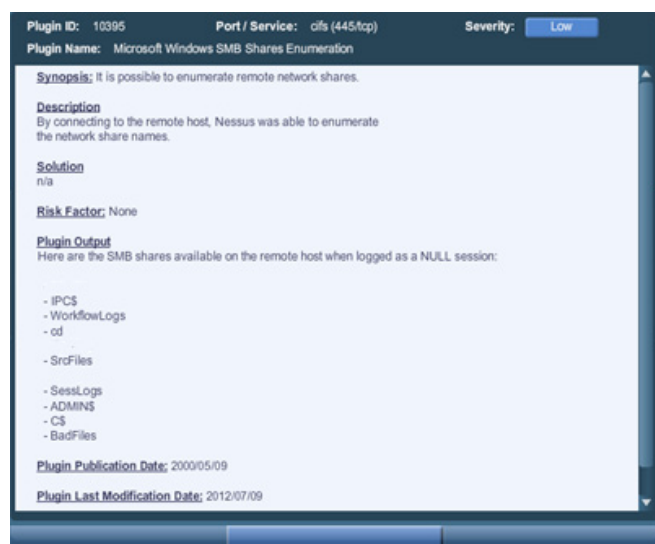 Plugin ID: 10395 Port / Service: cifs (445/tcp) Severity: Low
Plugin Name: Microsoft Windows SMB Shares Enumeration
Synopsis: It is possible to enumerate remote network shares.
Description
By connecting to the remote host, Nessus was able to enumerate
the network share names.
Solution
n/a
Risk Factor: None
Plugin Output
Here are the SMB shares available on the remote host when logged as a NULL session:
- IPC$
- WorkflowLogs
- cd
- SrcFiles
- SessLogs
- ADMIN$
- C$
- BadFiles
Plugin Publication Date: 2000/05/09
Plugin Last Modification Date: 2012/07/09